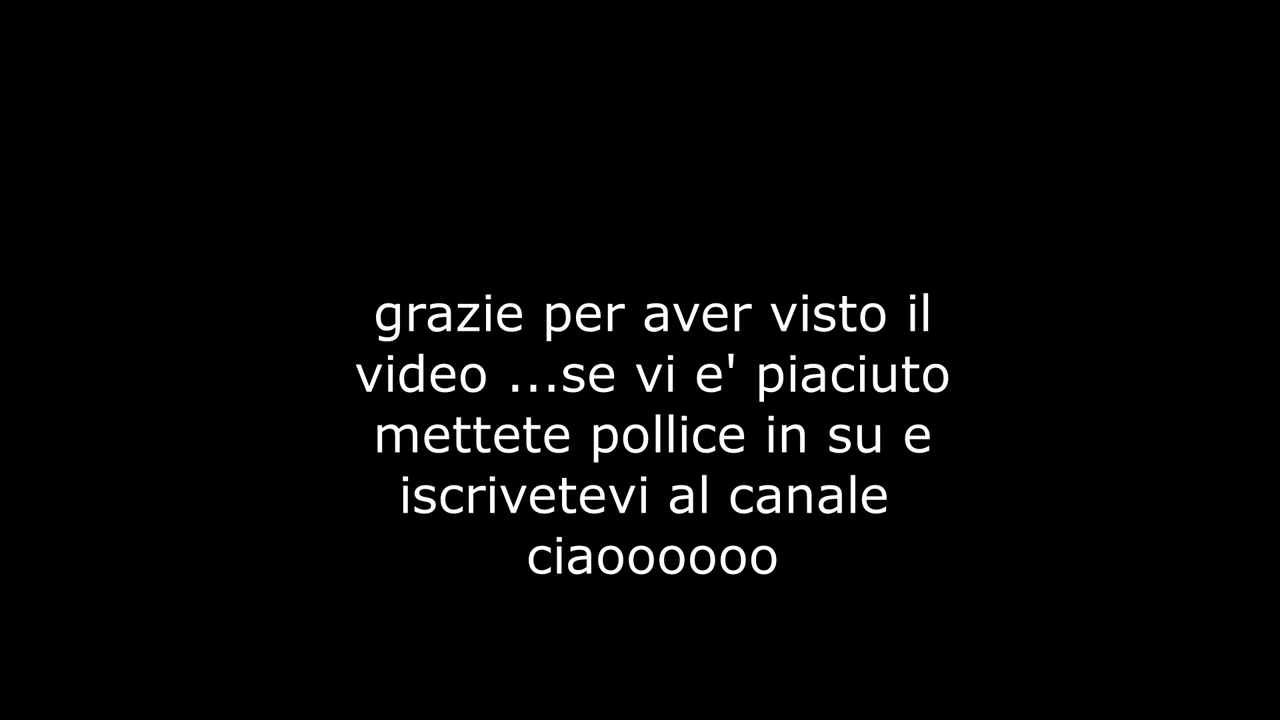 grazie per aver visto il
video ...se vi e' piaciuto
mettete pollice in su e
iscrivetevi al canale
ciaoooooo